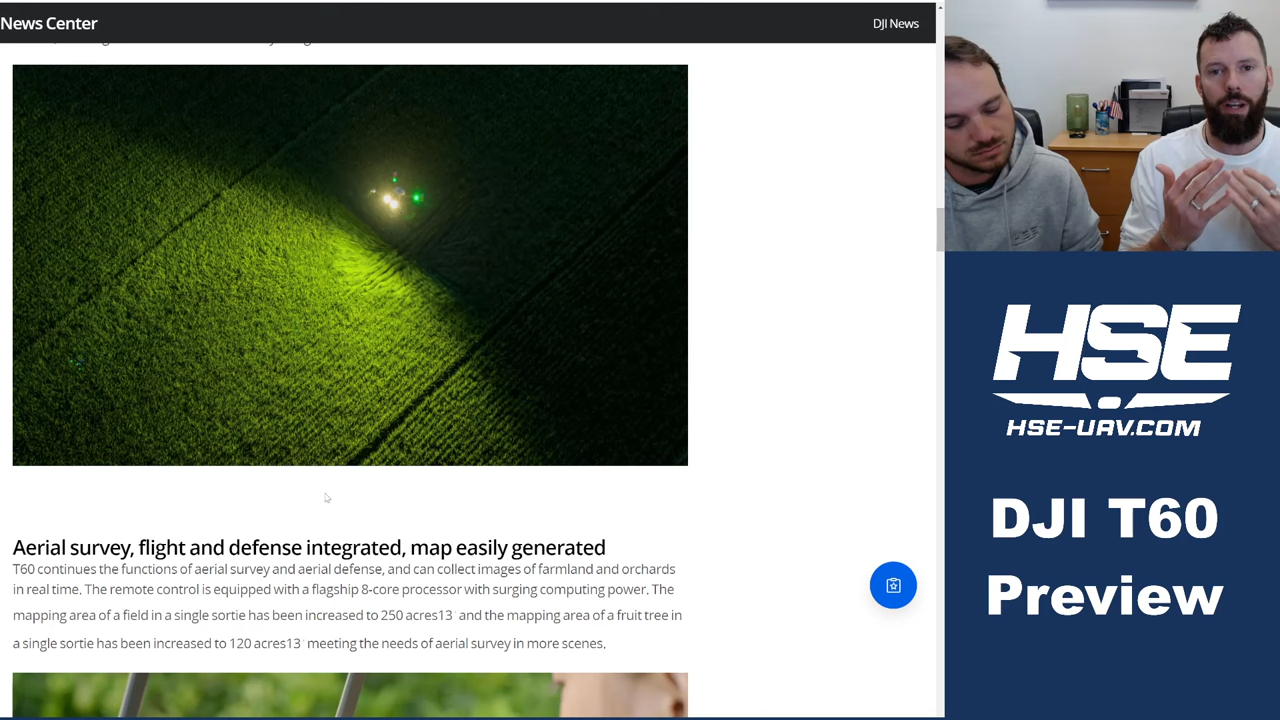 News Center
DJI News
Aerial survey, flight and defense integrated, map easily generated
T60 continues the functions of aerial survey and aerial defense, and can collect images of farmland and orchards
in real time. The remote control is equipped with a flagship 8-core processor with surging computing power. The
mapping area of a field in a single sortie has been increased to 250 acres13 and the mapping area of a fruit tree in
a single sortie has been increased to 120 acres13 meeting the needs of aerial survey in more scenes.
HSE
HSE-UAV.COM
DJI T60
Preview